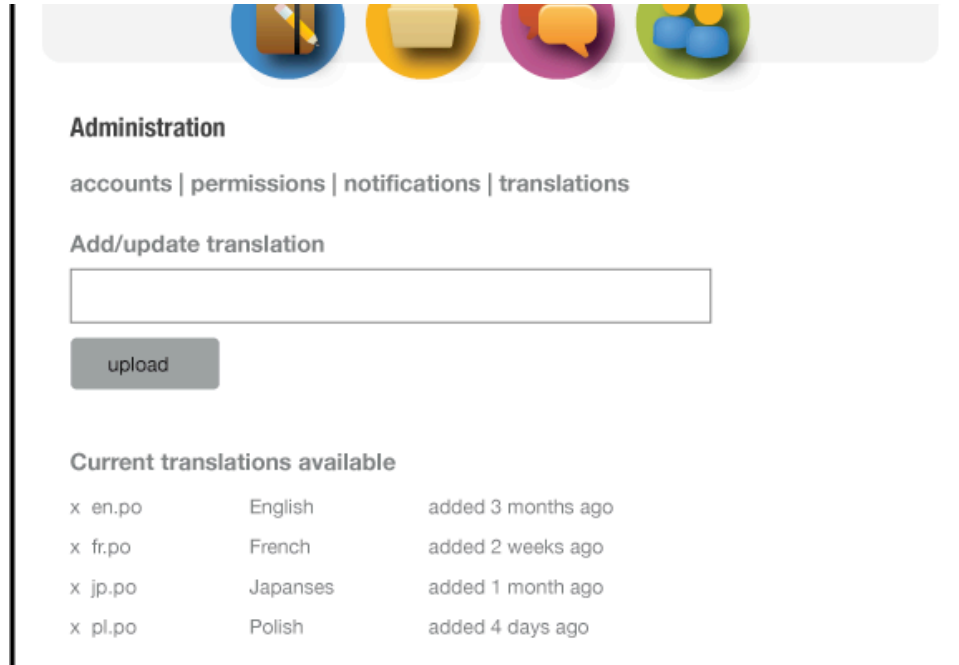 Administration
accounts | permissions | notifications | translations
Add/update translation
upload
Current translations available
x en.po English added 3 months ago
x fr.po French added 2 weeks ago
x jp.po Japanses added 1 month ago
x pl.po Polish added 4 days ago